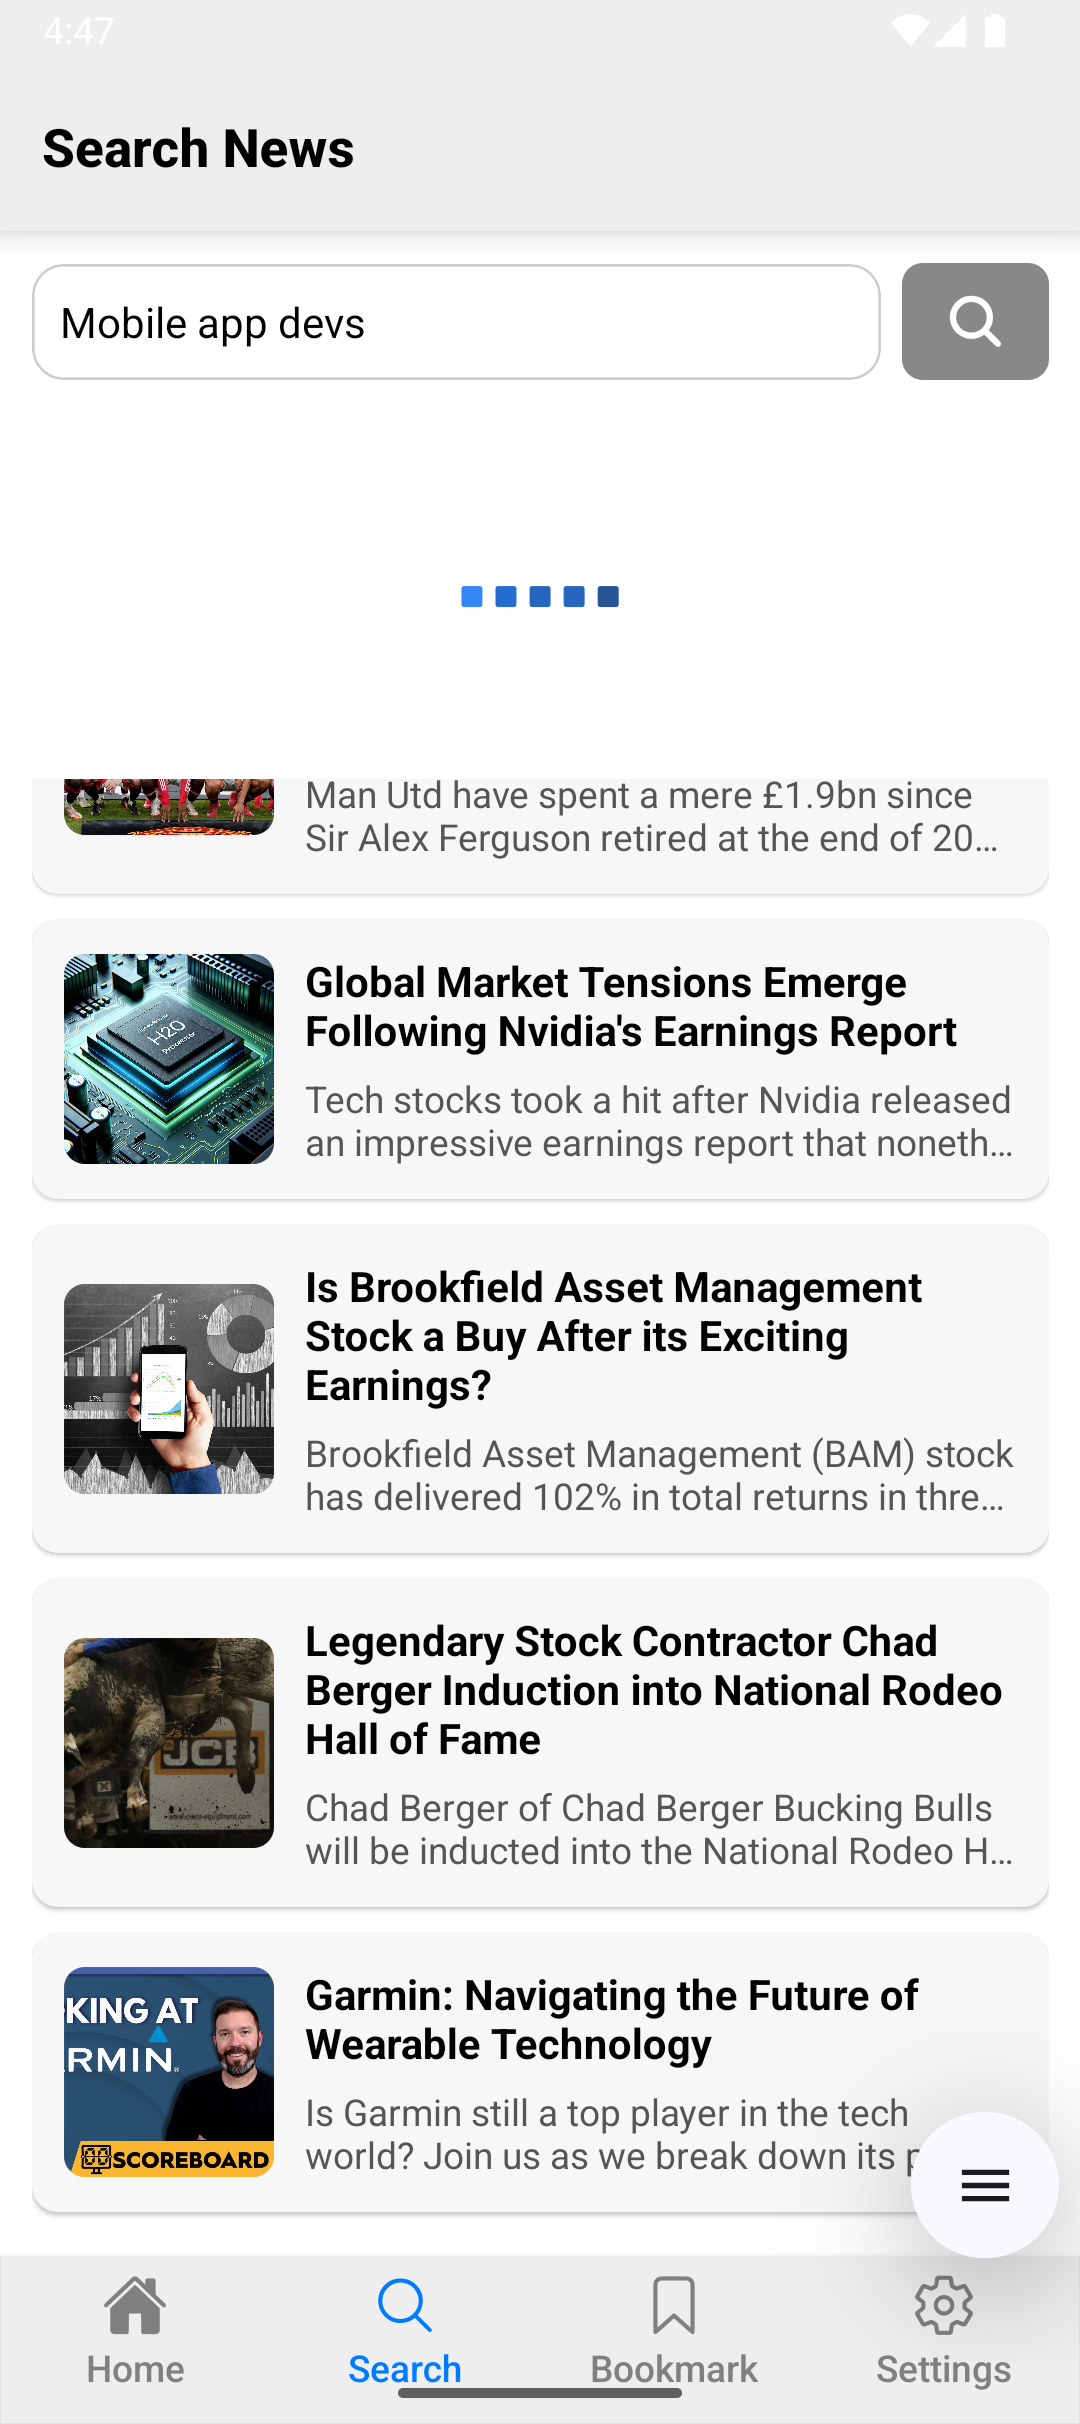 4:47
Search News
Mobile app devs
Man Utd have spent a mere £1.9bn since
Sir Alex Ferguson retired at the end of 20…
H20
Processor
Global Market Tensions Emerge
Following Nvidia's Earnings Report
Tech stocks took a hit after Nvidia released
an impressive earnings report that noneth…
17%
Is Brookfield Asset Management
Stock a Buy After its Exciting
Earnings?
Brookfield Asset Management (BAM) stock
has delivered 102% in total returns in thre…
JCB
X
www.cisco-equipment.com
Legendary Stock Contractor Chad
Berger Induction into National Rodeo
Hall of Fame
Chad Berger of Chad Berger Bucking Bulls
will be inducted into the National Rodeo H…
KING AT
RMIN
SCOREBOARD
Garmin: Navigating the Future of
Wearable Technology
Is Garmin still a top player in the tech
world? Join us as we break down its
Home
Search
Bookmark
Settings